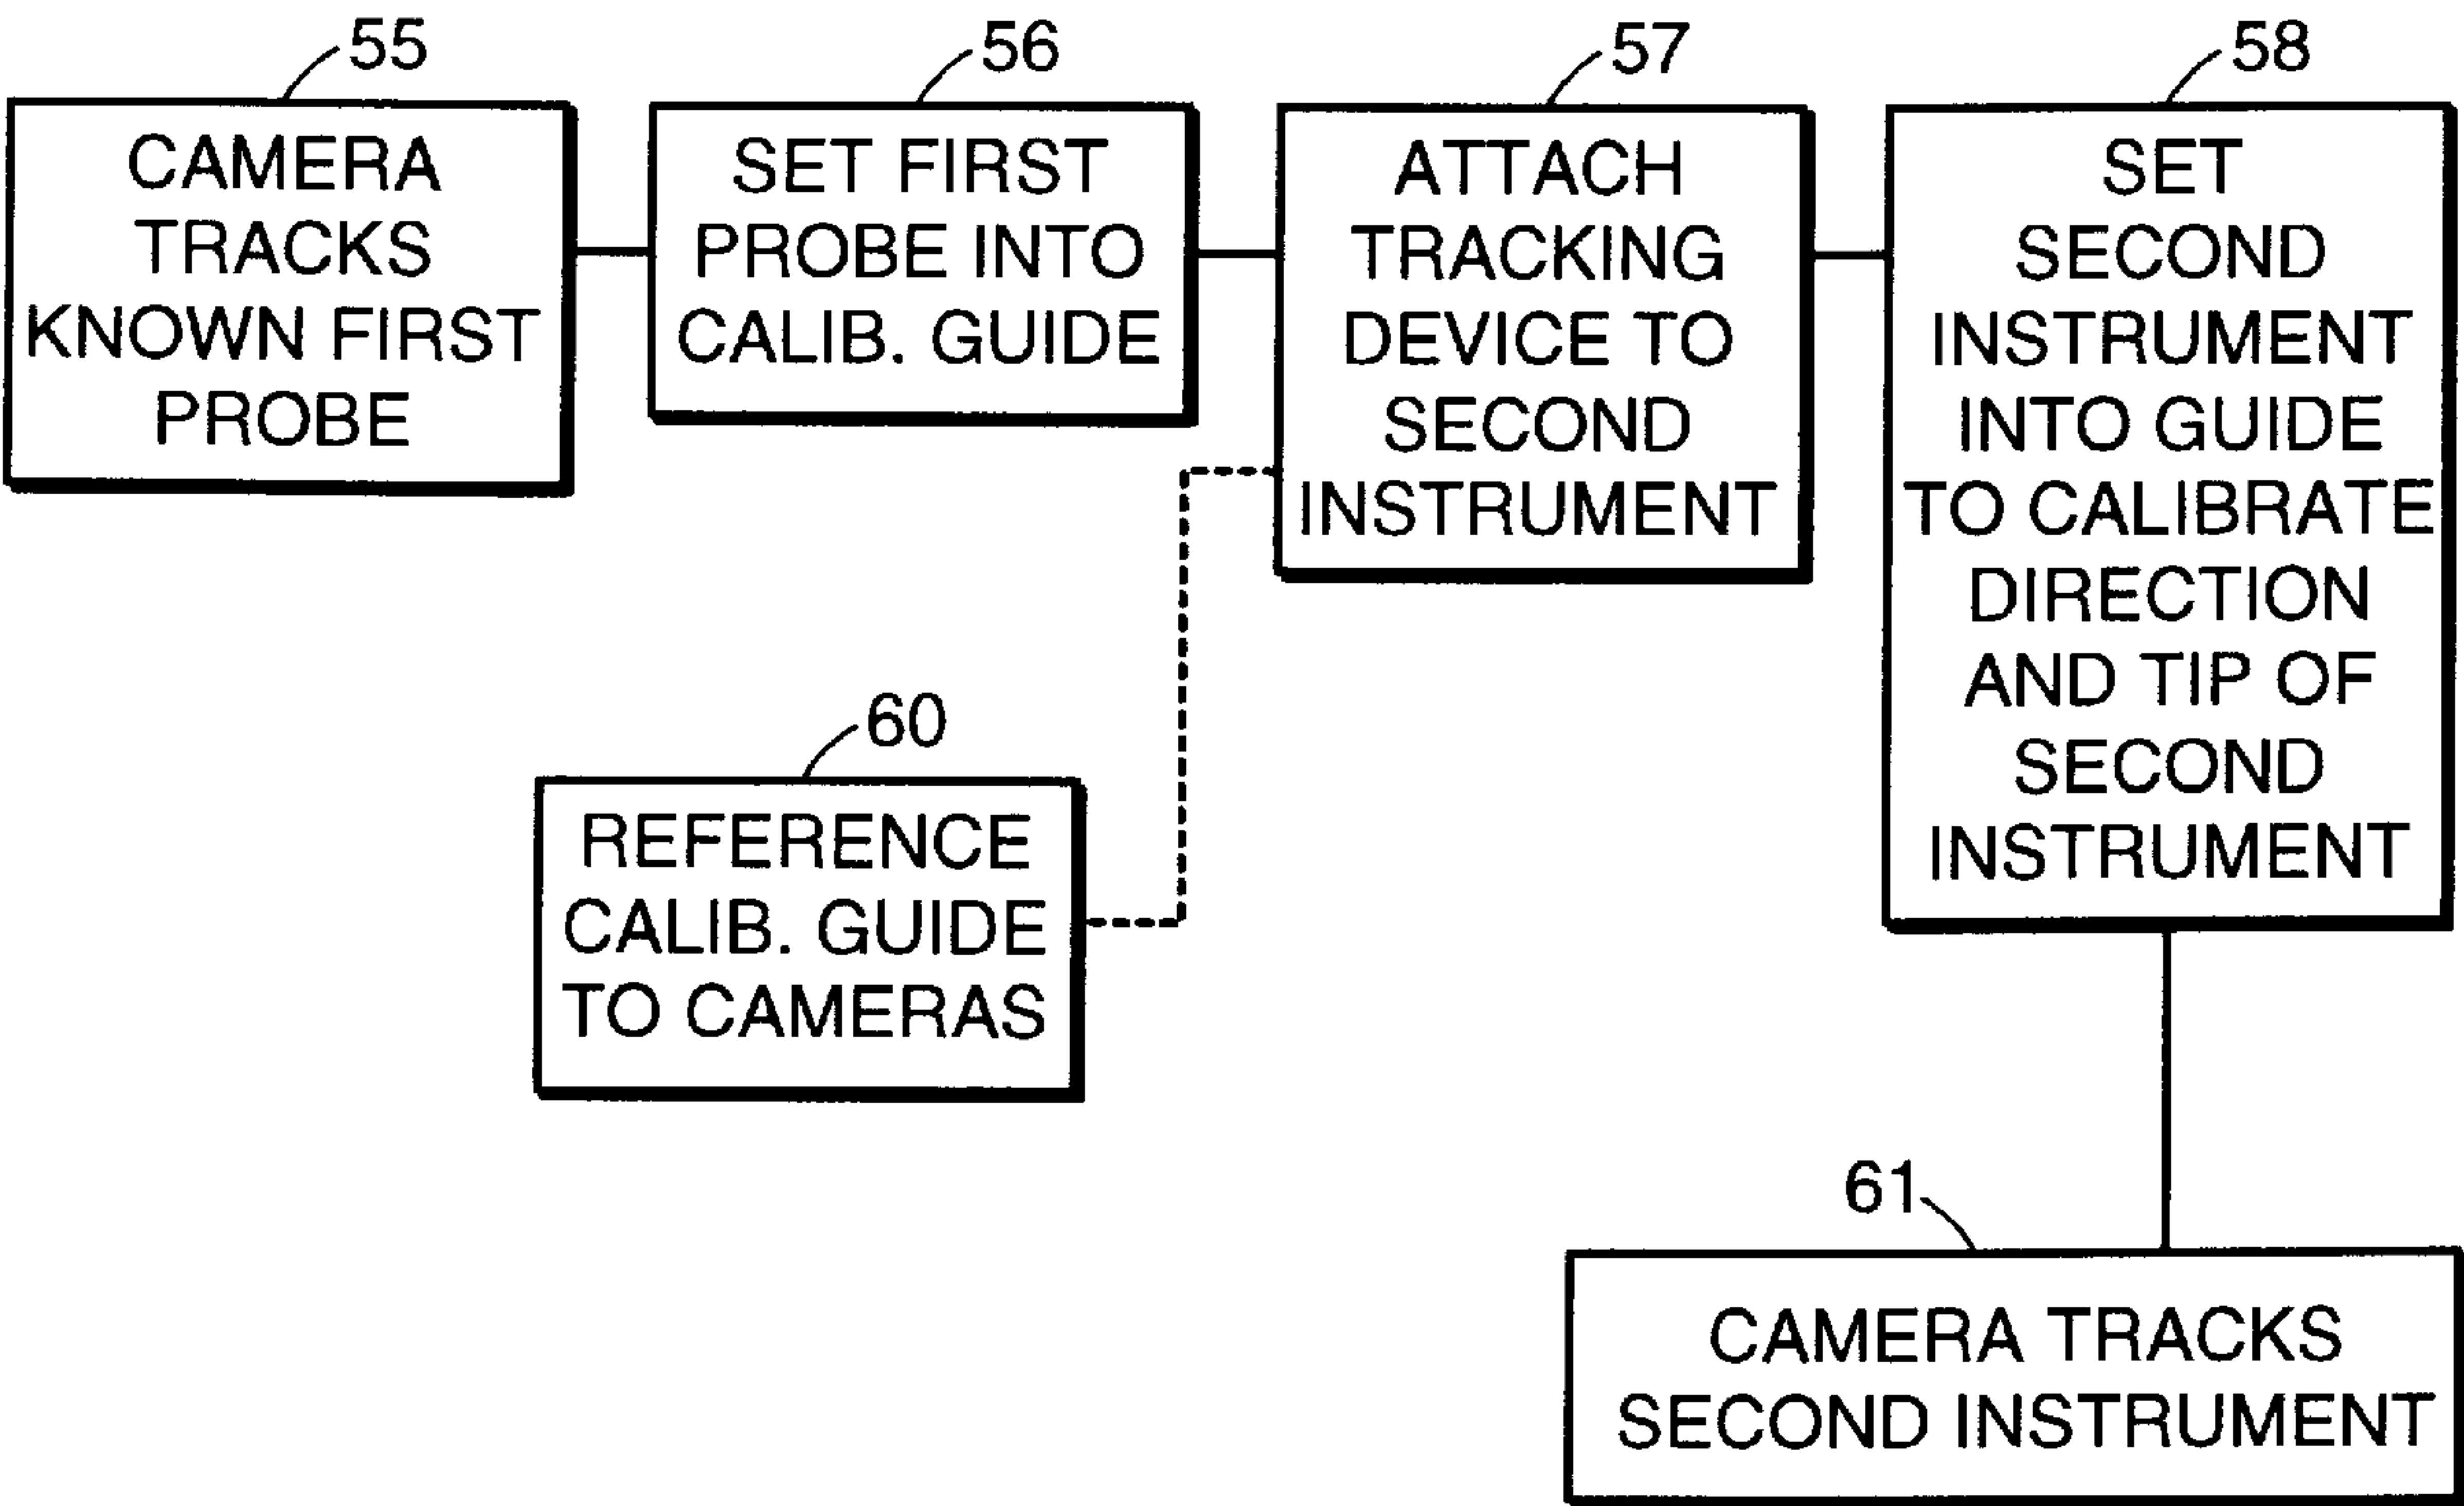 55
CAMERA
TRACKS
KNOWN FIRST
PROBE
56
SET FIRST
PROBE INTO
CALIB. GUIDE
57
ATTACH
TRACKING
DEVICE TO
SECOND
INSTRUMENT
58
SET
SECOND
INSTRUMENT
INTO GUIDE
TO CALIBRATE
DIRECTION
AND TIP OF
SECOND
INSTRUMENT
60
REFERENCE
CALIB. GUIDE
TO CAMERAS
61
CAMERA TRACKS
SECOND INSTRUMENT